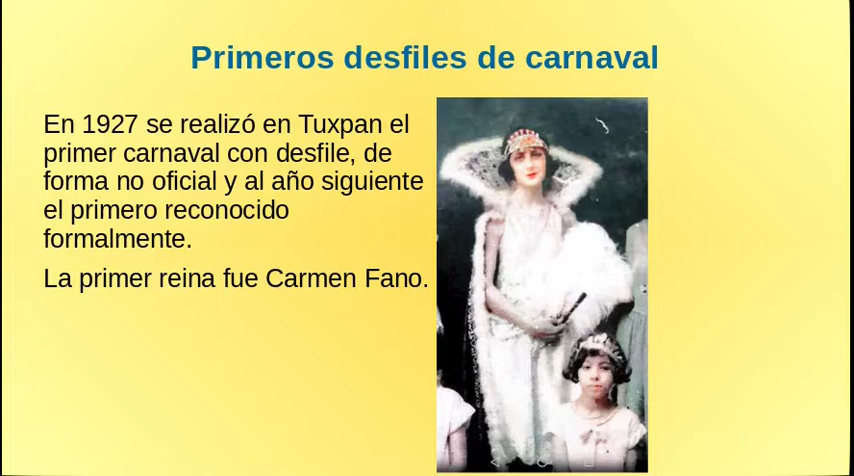 Primeros desfiles de carnaval
En 1927 se realizó en Tuxpan el
primer carnaval con desfile, de
forma no oficial y al año siguiente
el primero reconocido
formalmente.
La primer reina fue Carmen Fano.